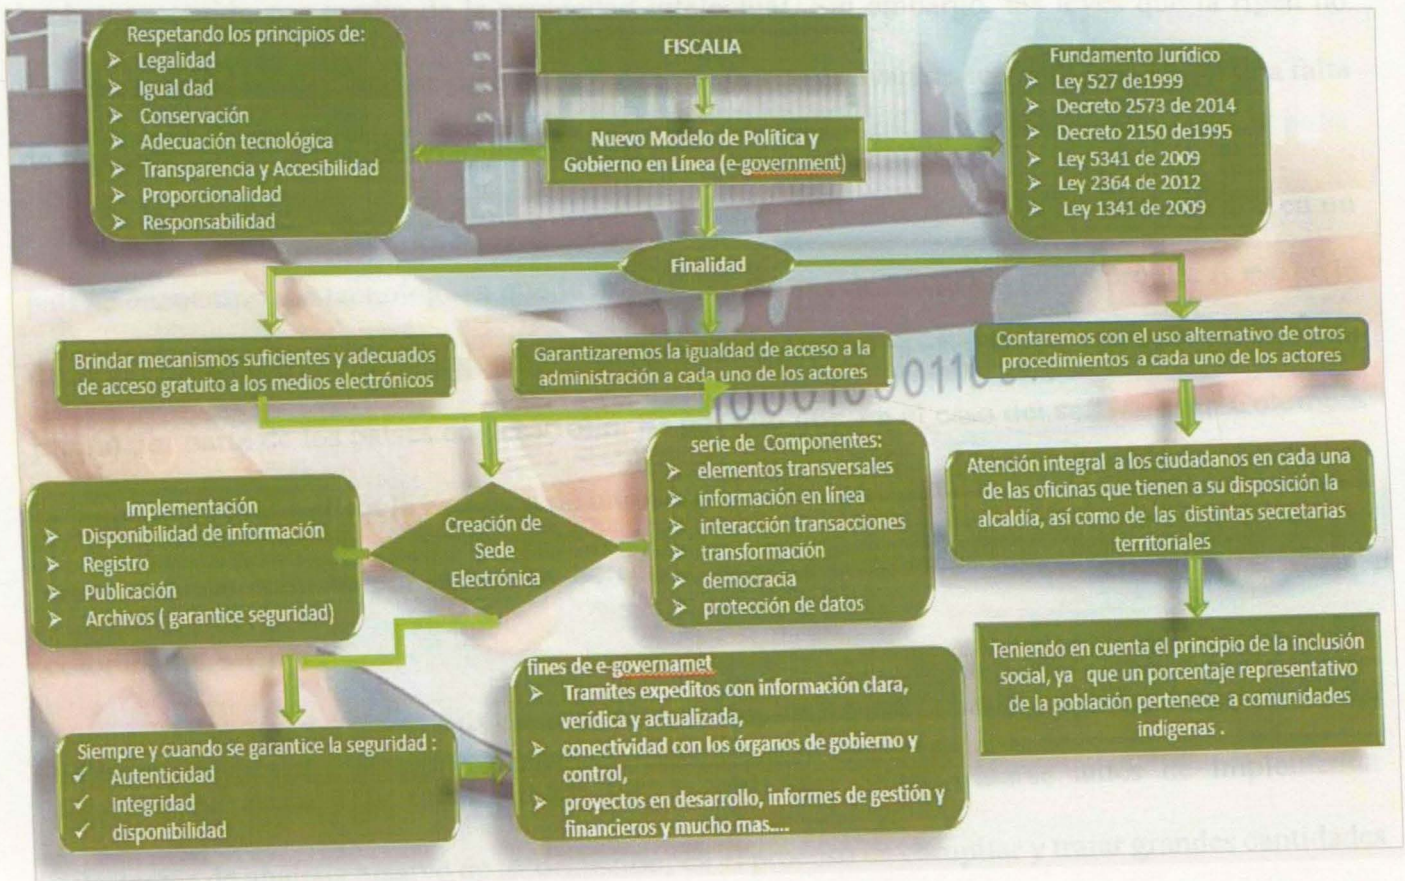 Respetando los principios de:
➢ Legalidad
➢ Igual dad
➢ Conservación
➢ Adecuación tecnológica
➢ Transparencia y Accesibilidad
➢ Proporcionalidad
➢ Responsabilidad
FISCALIA
Nuevo Modelo de Política y
Gobierno en Línea (e-government)
Fundamento Jurídico
➢ Ley 527 de1999
➢ Decreto 2573 de 2014
➢ Decreto 2150 de1995
➢ Ley 5341 de 2009
➢ Ley 2364 de 2012
➢ Ley 1341 de 2009
Finalidad
Brindar mecanismos suficientes y adecuados
de acceso gratuito a los medios electrónicos
Garantizaremos la igualdad de acceso a la
administración a cada uno de los actores
Contaremos con el uso alternativo de otros
procedimientos a cada uno de los actores
Implementación
➢ Disponibilidad de información
➢ Registro
➢ Publicación
➢ Archivos ( garantice seguridad)
Creación de
Sede
Electrónica
serie de Componentes:
➢ elementos transversales
➢ información en línea
➢ interacción transacciones
➢ transformación
➢ democracia
➢ protección de datos
Atención integral a los ciudadanos en cada una
de las oficinas que tienen a su disposición la
alcaldía, así como de las distintas secretarias
territoriales
Teniendo en cuenta el principio de la inclusión
social, ya que un porcentaje representativo
de la población pertenece a comunidades
indígenas .
Siempre y cuando se garantice la seguridad :
✓ Autenticidad
✓ Integridad
✓ disponibilidad
fines de e-governamet
➢ Tramites expeditos con información clara,
verídica y actualizada,
➢ conectividad con los órganos de gobierno y
control,
➢ proyectos en desarrollo, informes de gestión y
financieros y mucho mas....
y tratar grandes cantidades